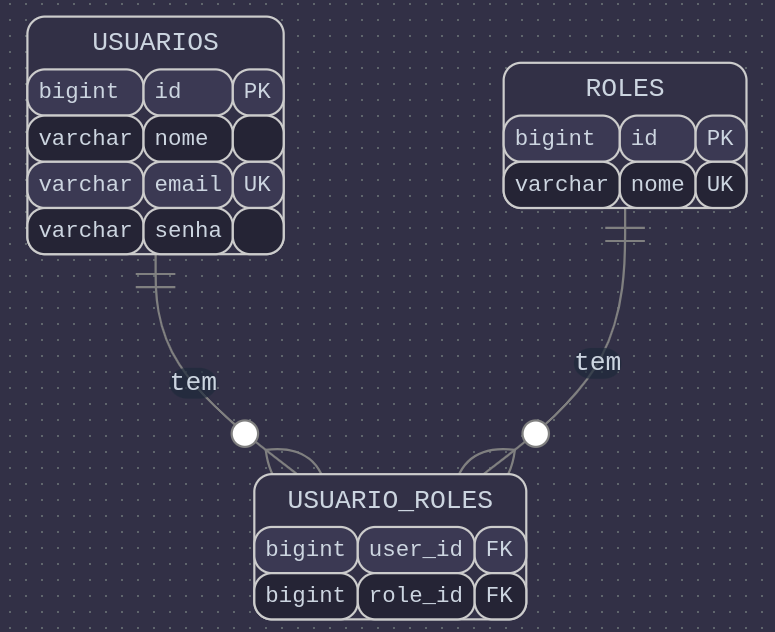 USUARIOS
bigint id PK
varchar nome
varchar email UK
varchar senha
ROLES
bigint id PK
varchar nome UK
tem
tem
USUARIO_ROLES
bigint user_id FK
bigint role_id FK